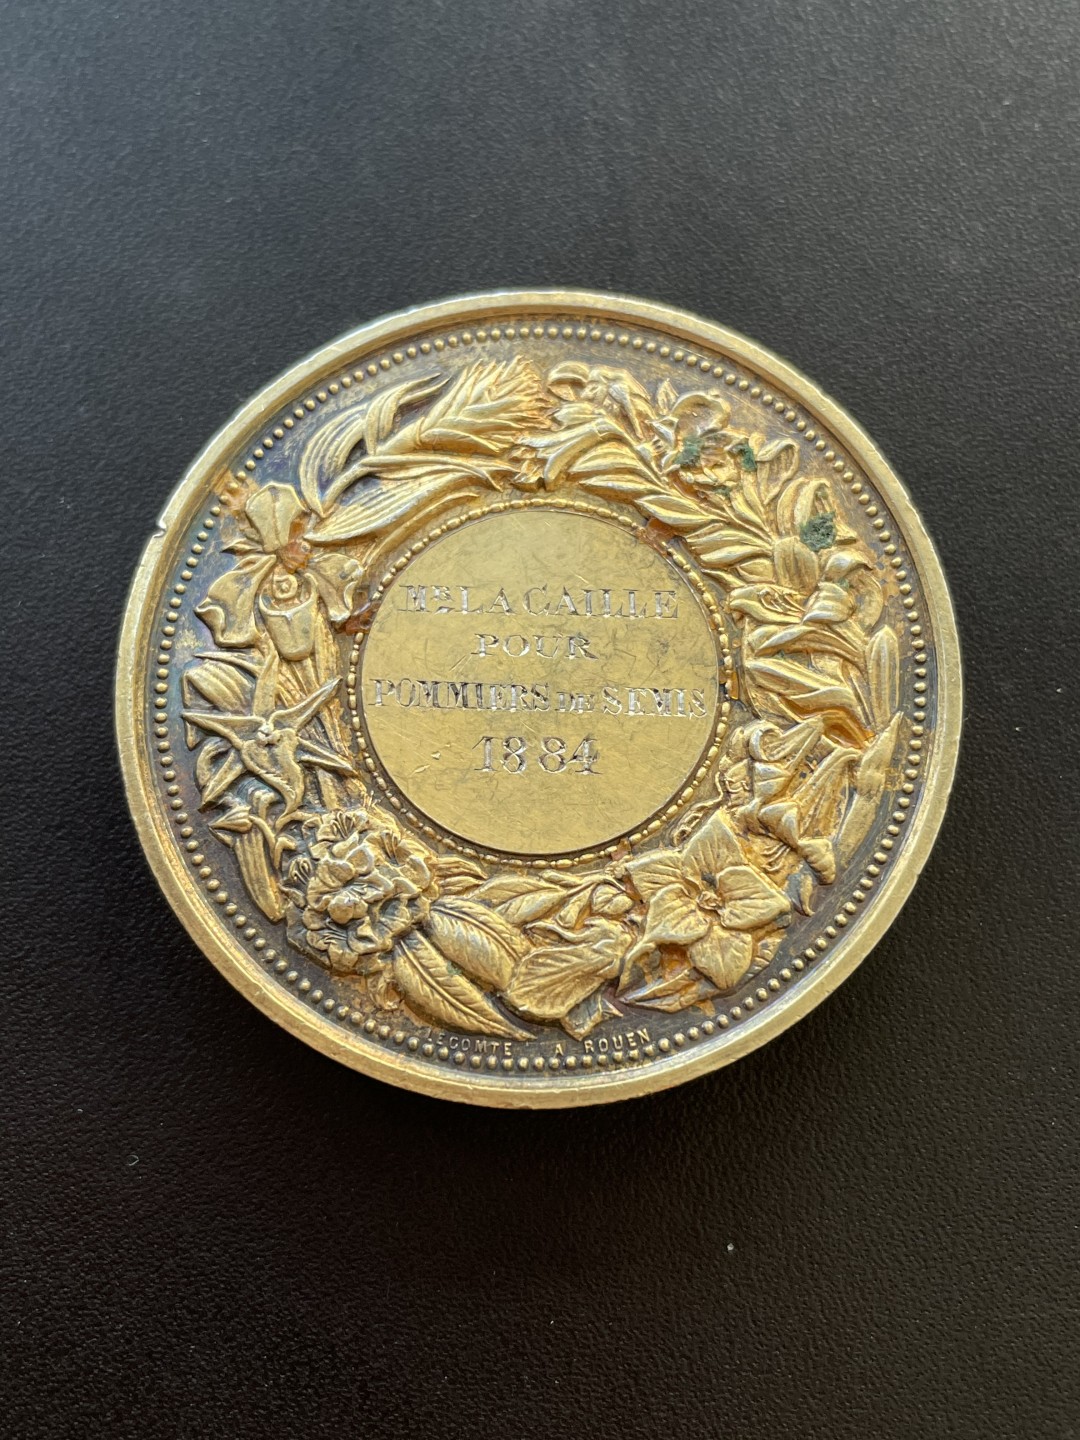 MR. LACAILLE
POUR
POMMIERS DE SEMIS
1884
LECOMTE A ROUEN